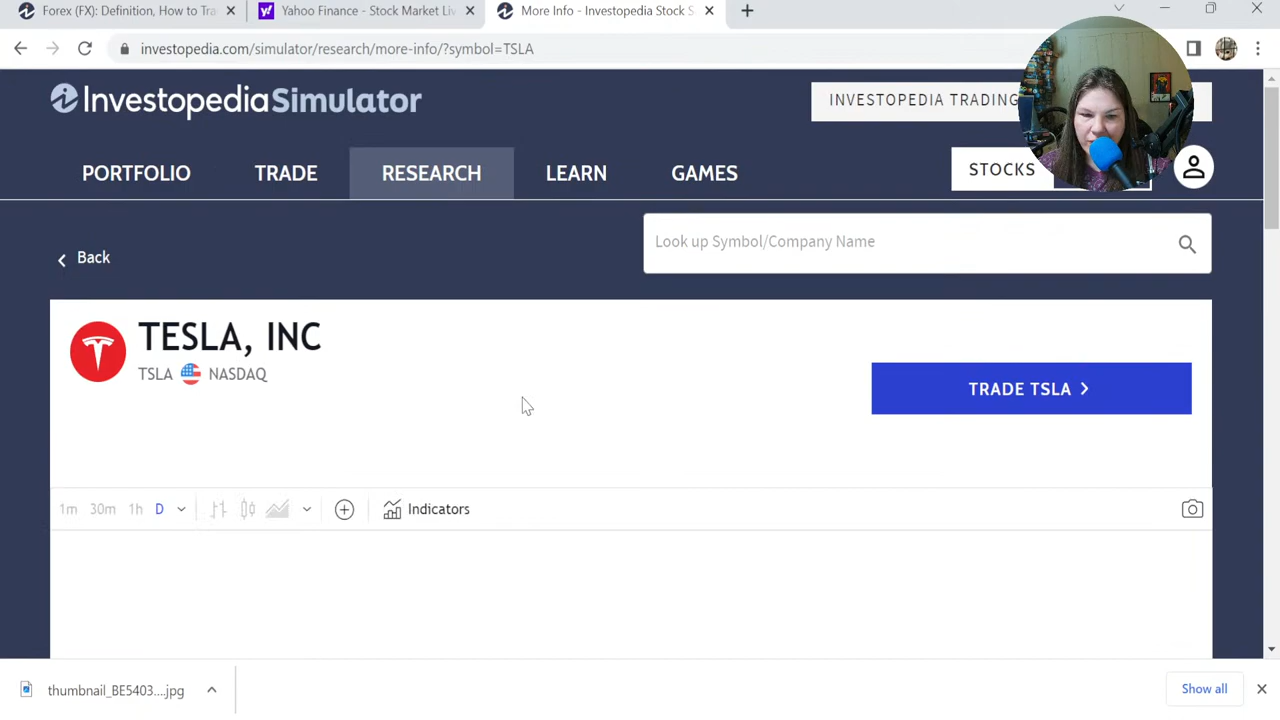 Forex (FX): Definition, How to Tra
Yahoo Finance - Stock Market Liv
More Info - Investopedia Stock S
investopedia.com/simulator/research/more-info/?symbol=TSLA
Investopedia Simulator
INVESTOPEDIA TRADING
PORTFOLIO
TRADE
RESEARCH
LEARN
GAMES
STOCKS
Back
Look up Symbol/Company Name
TESLA, INC
TSLA NASDAQ
TRADE TSLA
1m 30m 1h D
Indicators
thumbnail_BE5403....jpg
Show all